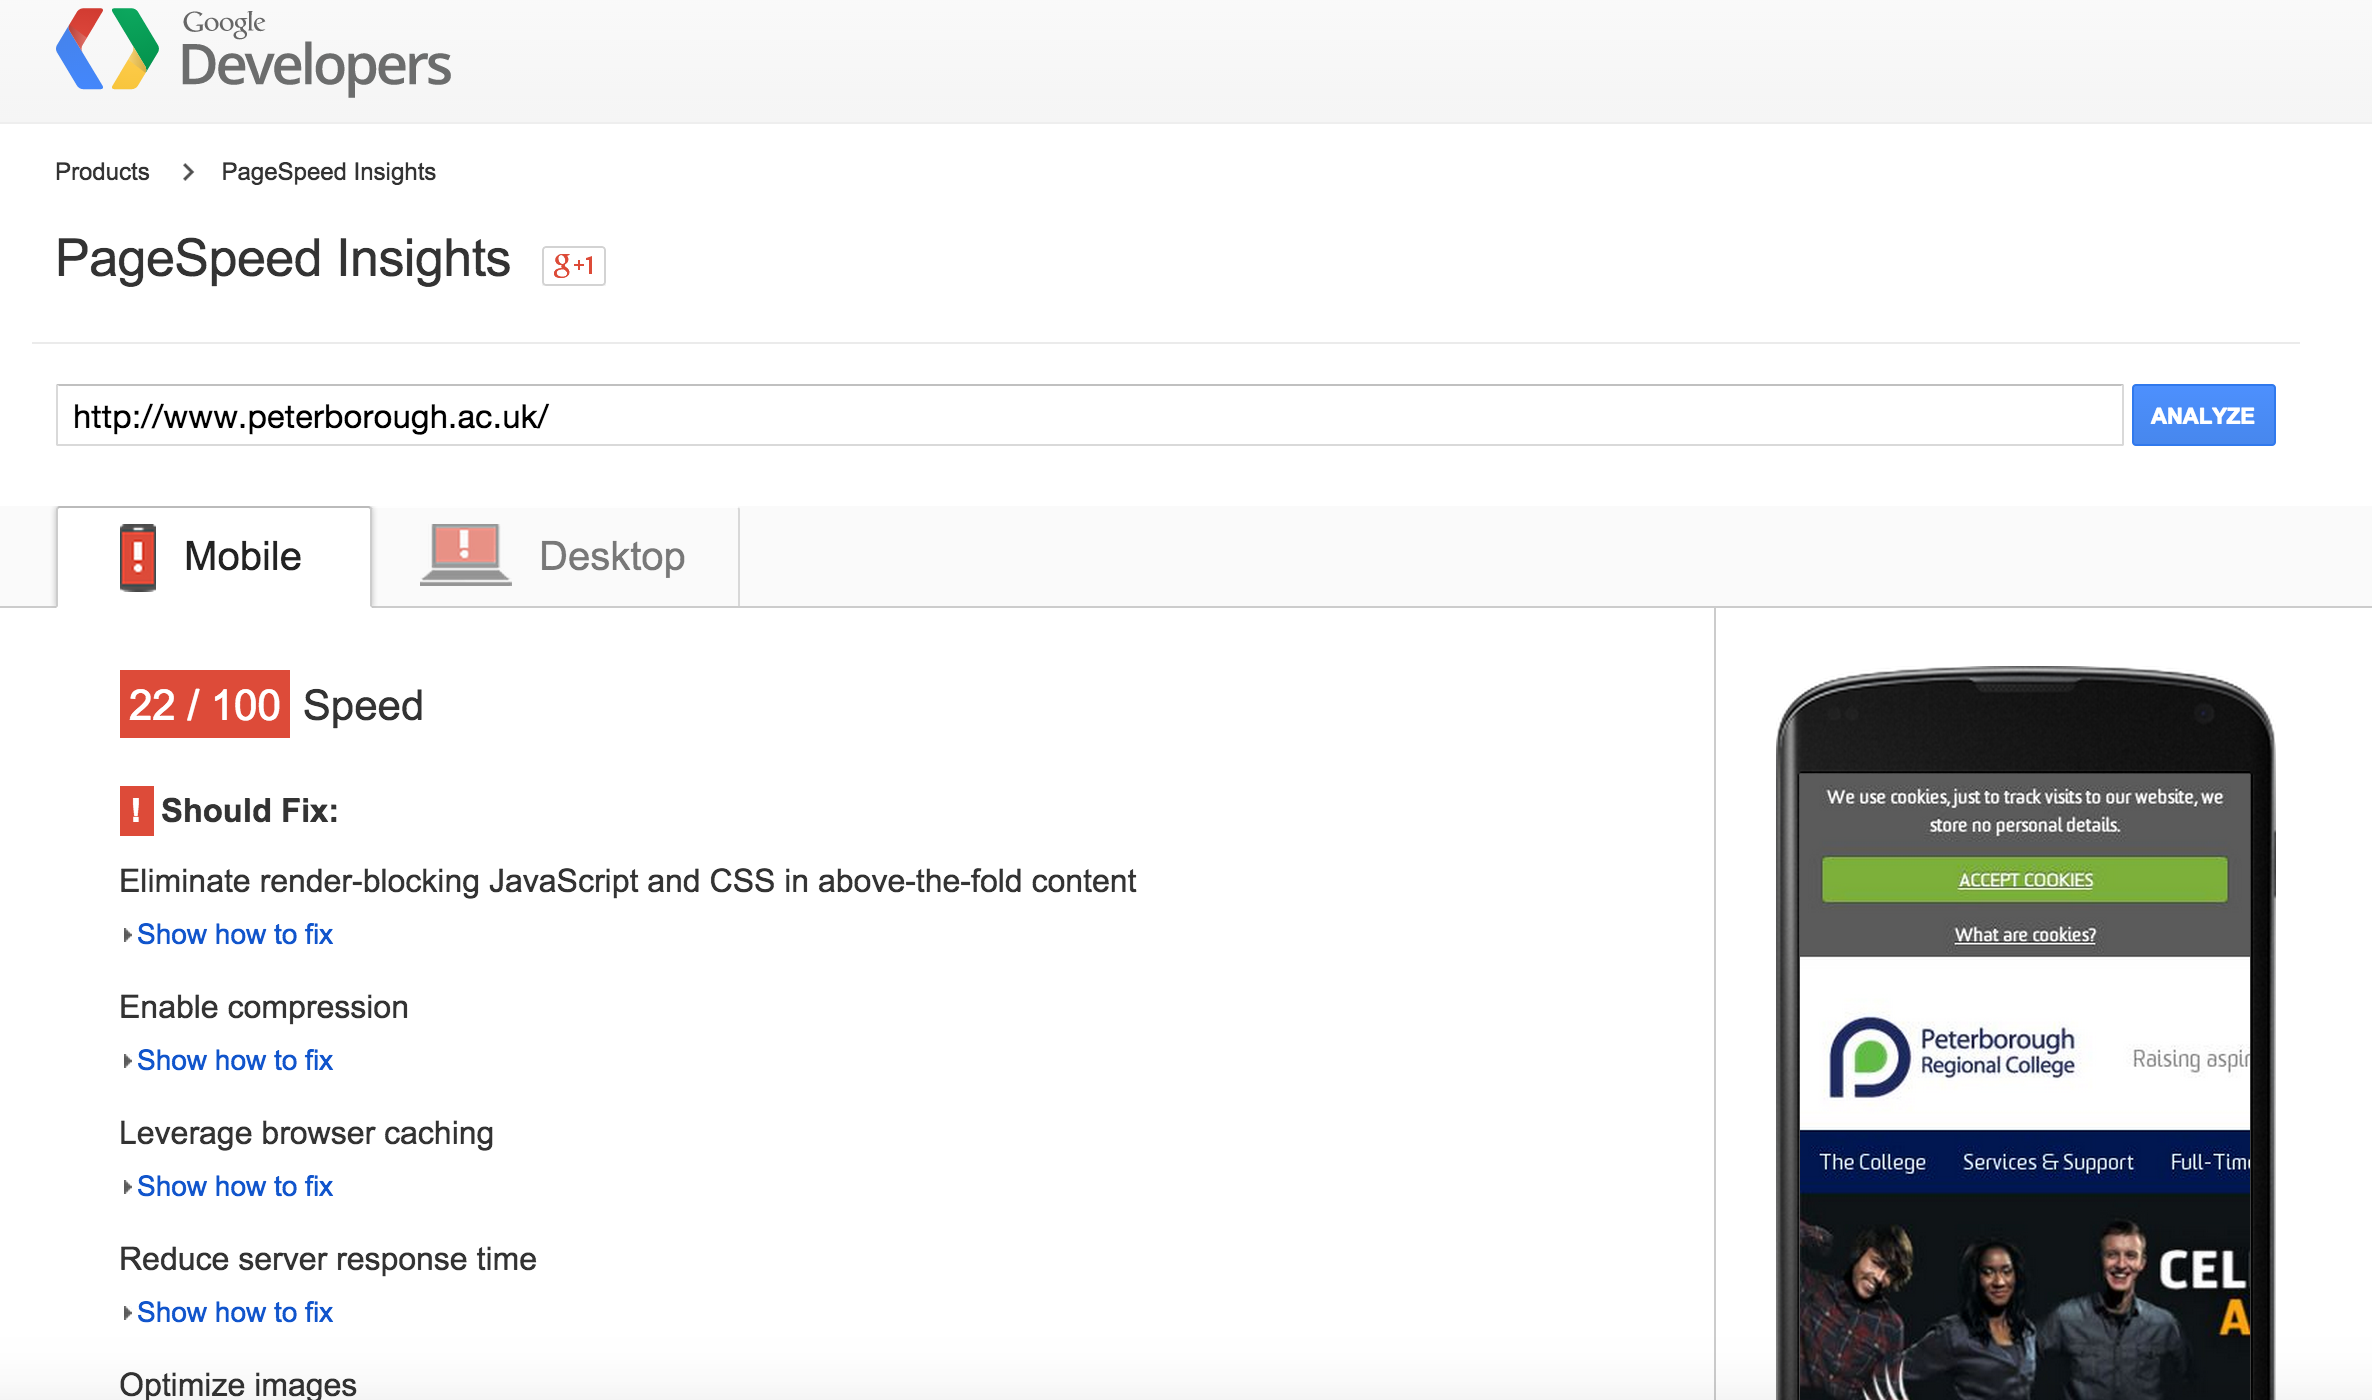 Google
Developers
Products
PageSpeed Insights
PageSpeed Insights
g+1
http://www.peterborough.ac.uk/
ANALYZE
! Mobile
! Desktop
22 / 100 Speed
! Should Fix:
Eliminate render-blocking JavaScript and CSS in above-the-fold content
Show how to fix
Enable compression
Show how to fix
Leverage browser caching
Show how to fix
Reduce server response time
Show how to fix
Optimize images
We use cookies, just to track visits to our website, we
store no personal details.
ACCEPT COOKIES
What are cookies?
Peterborough
Regional College
Raising aspir
The College
Services & Support
Full-Tim
CEL
A